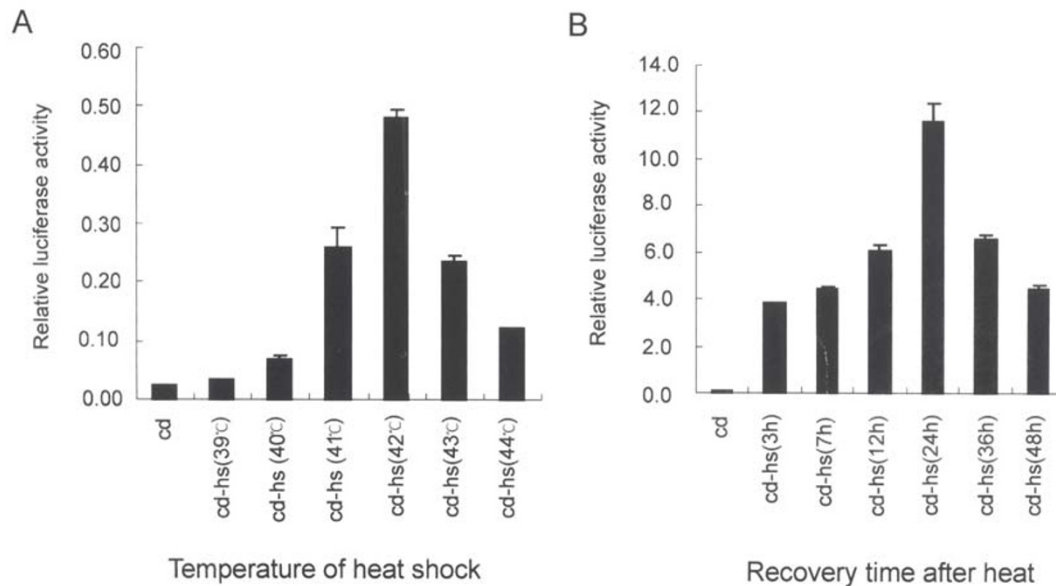 A
Relative luciferase activity
0.60
0.50
0.40
0.30
0.20
0.10
0.00
cd
cd-hs(39℃)
cd-hs (40℃)
cd-hs (41℃)
cd-hs(42℃)
cd-hs(43℃)
cd-hs(44℃)
Temperature of heat shock
B
Relative luciferase activity
14.0
12.0
10.0
8.0
6.0
4.0
2.0
0.0
cd
cd-hs(3h)
cd-hs(7h)
cd-hs(12h)
cd-hs(24h)
cd-hs(36h)
cd-hs(48h)
Recovery time after heat